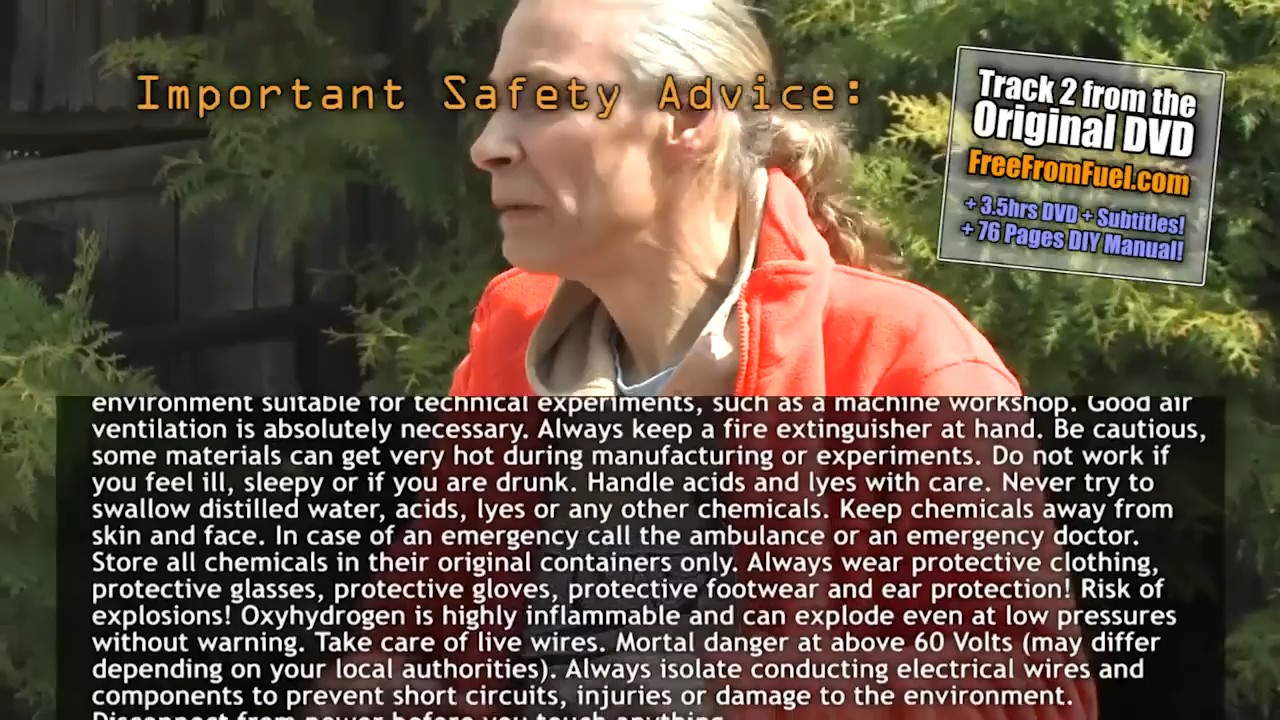 Important Safety Advice:
Track 2 from the
Original DVD
FreeFromFuel.com
+ 3.5hrs DVD + Subtitles!
+ 76 Pages DIY Manual!
environment suitable for technical experiments, such as a machine workshop. Good air
ventilation is absolutely necessary. Always keep a fire extinguisher at hand. Be cautious,
some materials can get very hot during manufacturing or experiments. Do not work if
you feel ill, sleepy or if you are drunk. Handle acids and lyes with care. Never try to
swallow distilled water, acids, lyes or any other chemicals. Keep chemicals away from
skin and face. In case of an emergency call the ambulance or an emergency doctor.
Store all chemicals in their original containers only. Always wear protective clothing,
protective glasses, protective gloves, protective footwear and ear protection! Risk of
explosions! Oxyhydrogen is highly inflammable and can explode even at low pressures
without warning. Take care of live wires. Mortal danger at above 60 Volts (may differ
depending on your local authorities). Always isolate conducting electrical wires and
components to prevent short circuits, injuries or damage to the environment.
Disconnect from power before you touch anything.